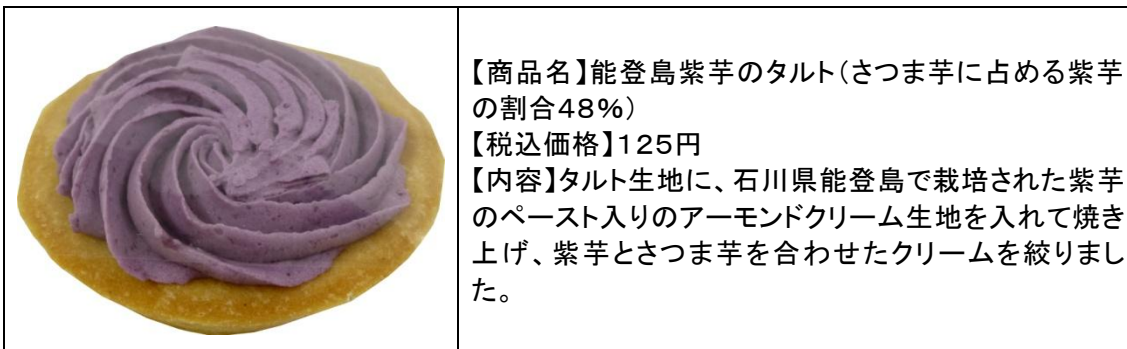 【商品名】能登島紫芋のタルト（さつま芋に占める紫芋
の割合４８％）
【税込価格】１２５円
【内容】タルト生地に、石川県能登島で栽培された紫芋
のペースト入りのアーモンドクリーム生地を入れて焼き
上げ、紫芋とさつま芋を合わせたクリームを絞りまし
た。